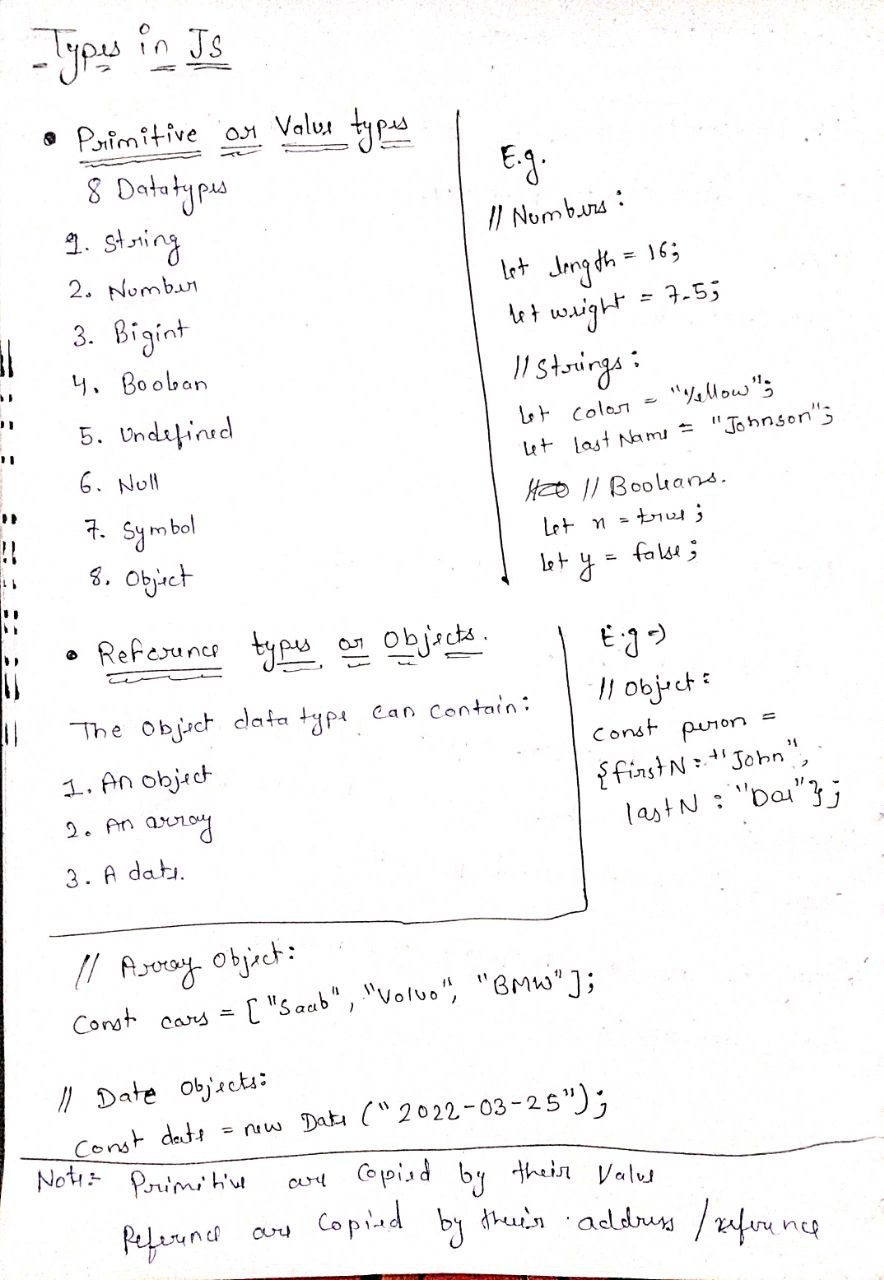 Types in JS
• Primitive or Value types
8 Datatypes
1. String
2. Number
3. Bigint
4. Boolean
5. Undefined
6. Null
7. Symbol
8. Object
E.g.
// Numbers:
let length = 16;
let weight = 7.5;
// Strings:
let color = "Yellow";
let lastName = "Johnson";
// Booleans.
Let x = true;
let y = false;
• Reference types or Objects.
The Object data type can contain:
1. An object
2. An array
3. A date.
E.g =>
// Object:
const peron =
{firstN: "John",
lastN: "Doe"};
// Array Object:
Const cars = ["Saab", "Volvo", "BMW"];
// Date Objects:
Const date = new Date ("2022-03-25");
Note: Primitive are Copied by their Value
Reference are Copied by their address / reference